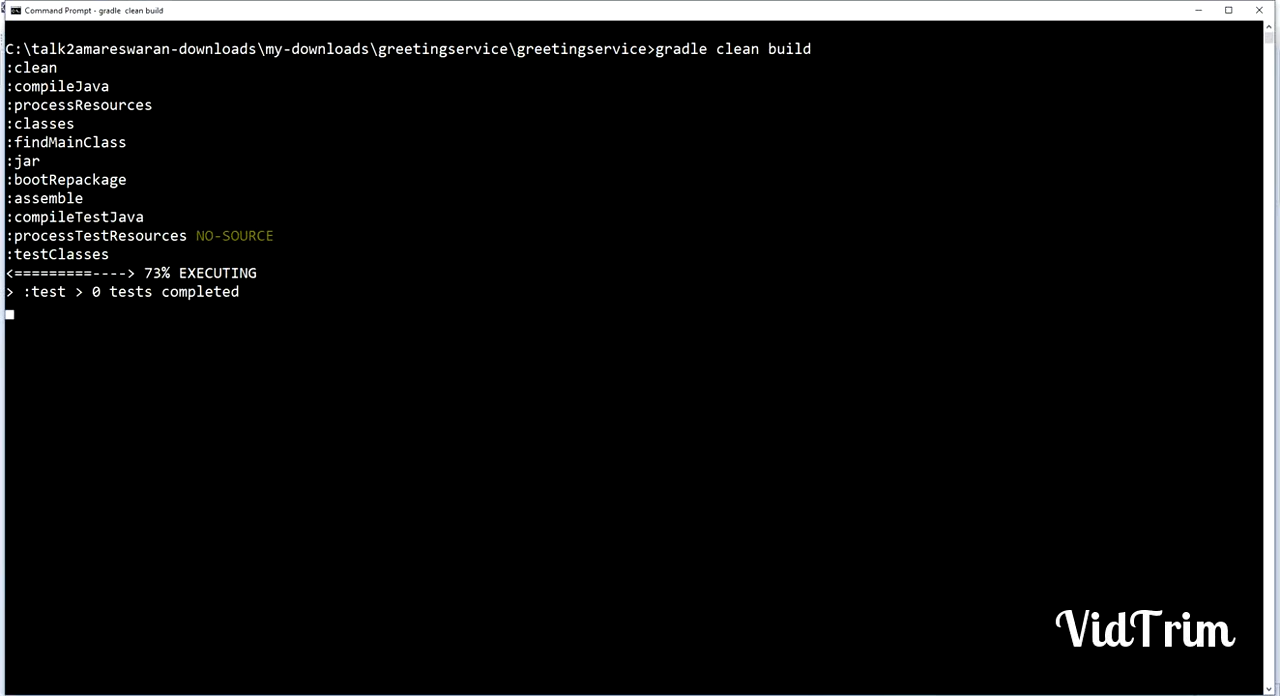 Command Prompt - gradle  clean build
C:\talk2amareswaran-downloads\my-downloads\greetingservice\greetingservice>gradle clean build
:clean
:compileJava
:processResources
:classes
:findMainClass
:jar
:bootRepackage
:assemble
:compileTestJava
:processTestResources NO-SOURCE
:testClasses
<=========----> 73% EXECUTING
> :test > 0 tests completed
VidTrim